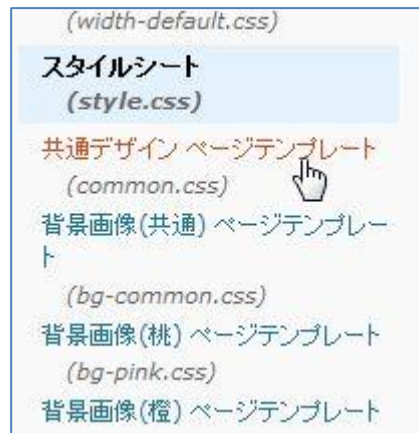 (width-default.css)
スタイルシート
(style.css)
共通デザイン ページテンプレート
(common.css)
背景画像(共通) ページテンプレー
ト
(bg-common.css)
背景画像(桃) ページテンプレート
(bg-pink.css)
背景画像(橙) ページテンプレート